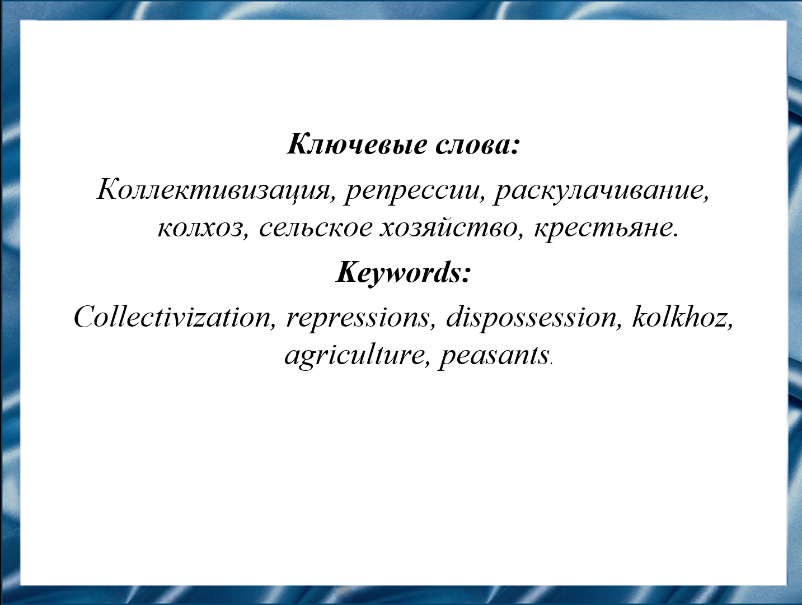 Ключевые слова:
Коллективизация, репрессии, раскулачивание,
колхоз, сельское хозяйство, крестьяне.
Keywords:
Collectivization, repressions, dispossession, kolkhoz,
agriculture, peasants.